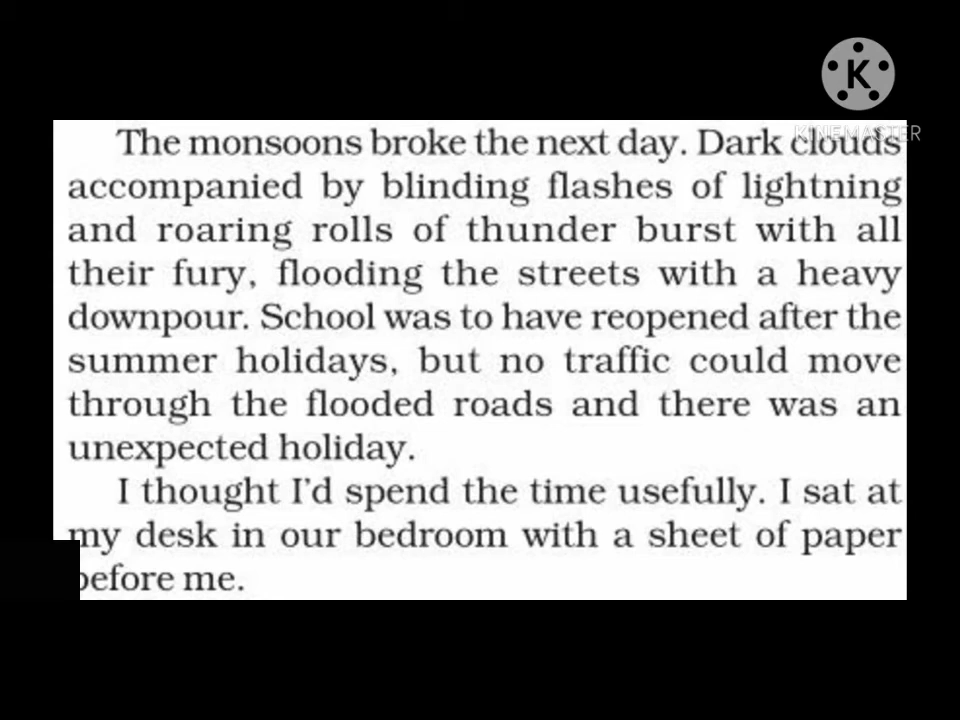 K
KINEMASTER
The monsoons broke the next day. Dark clouds
accompanied by blinding flashes of lightning
and roaring rolls of thunder burst with all
their fury, flooding the streets with a heavy
downpour. School was to have reopened after the
summer holidays, but no traffic could move
through the flooded roads and there was an
unexpected holiday.
I thought I'd spend the time usefully. I sat at
my desk in our bedroom with a sheet of paper
before me.